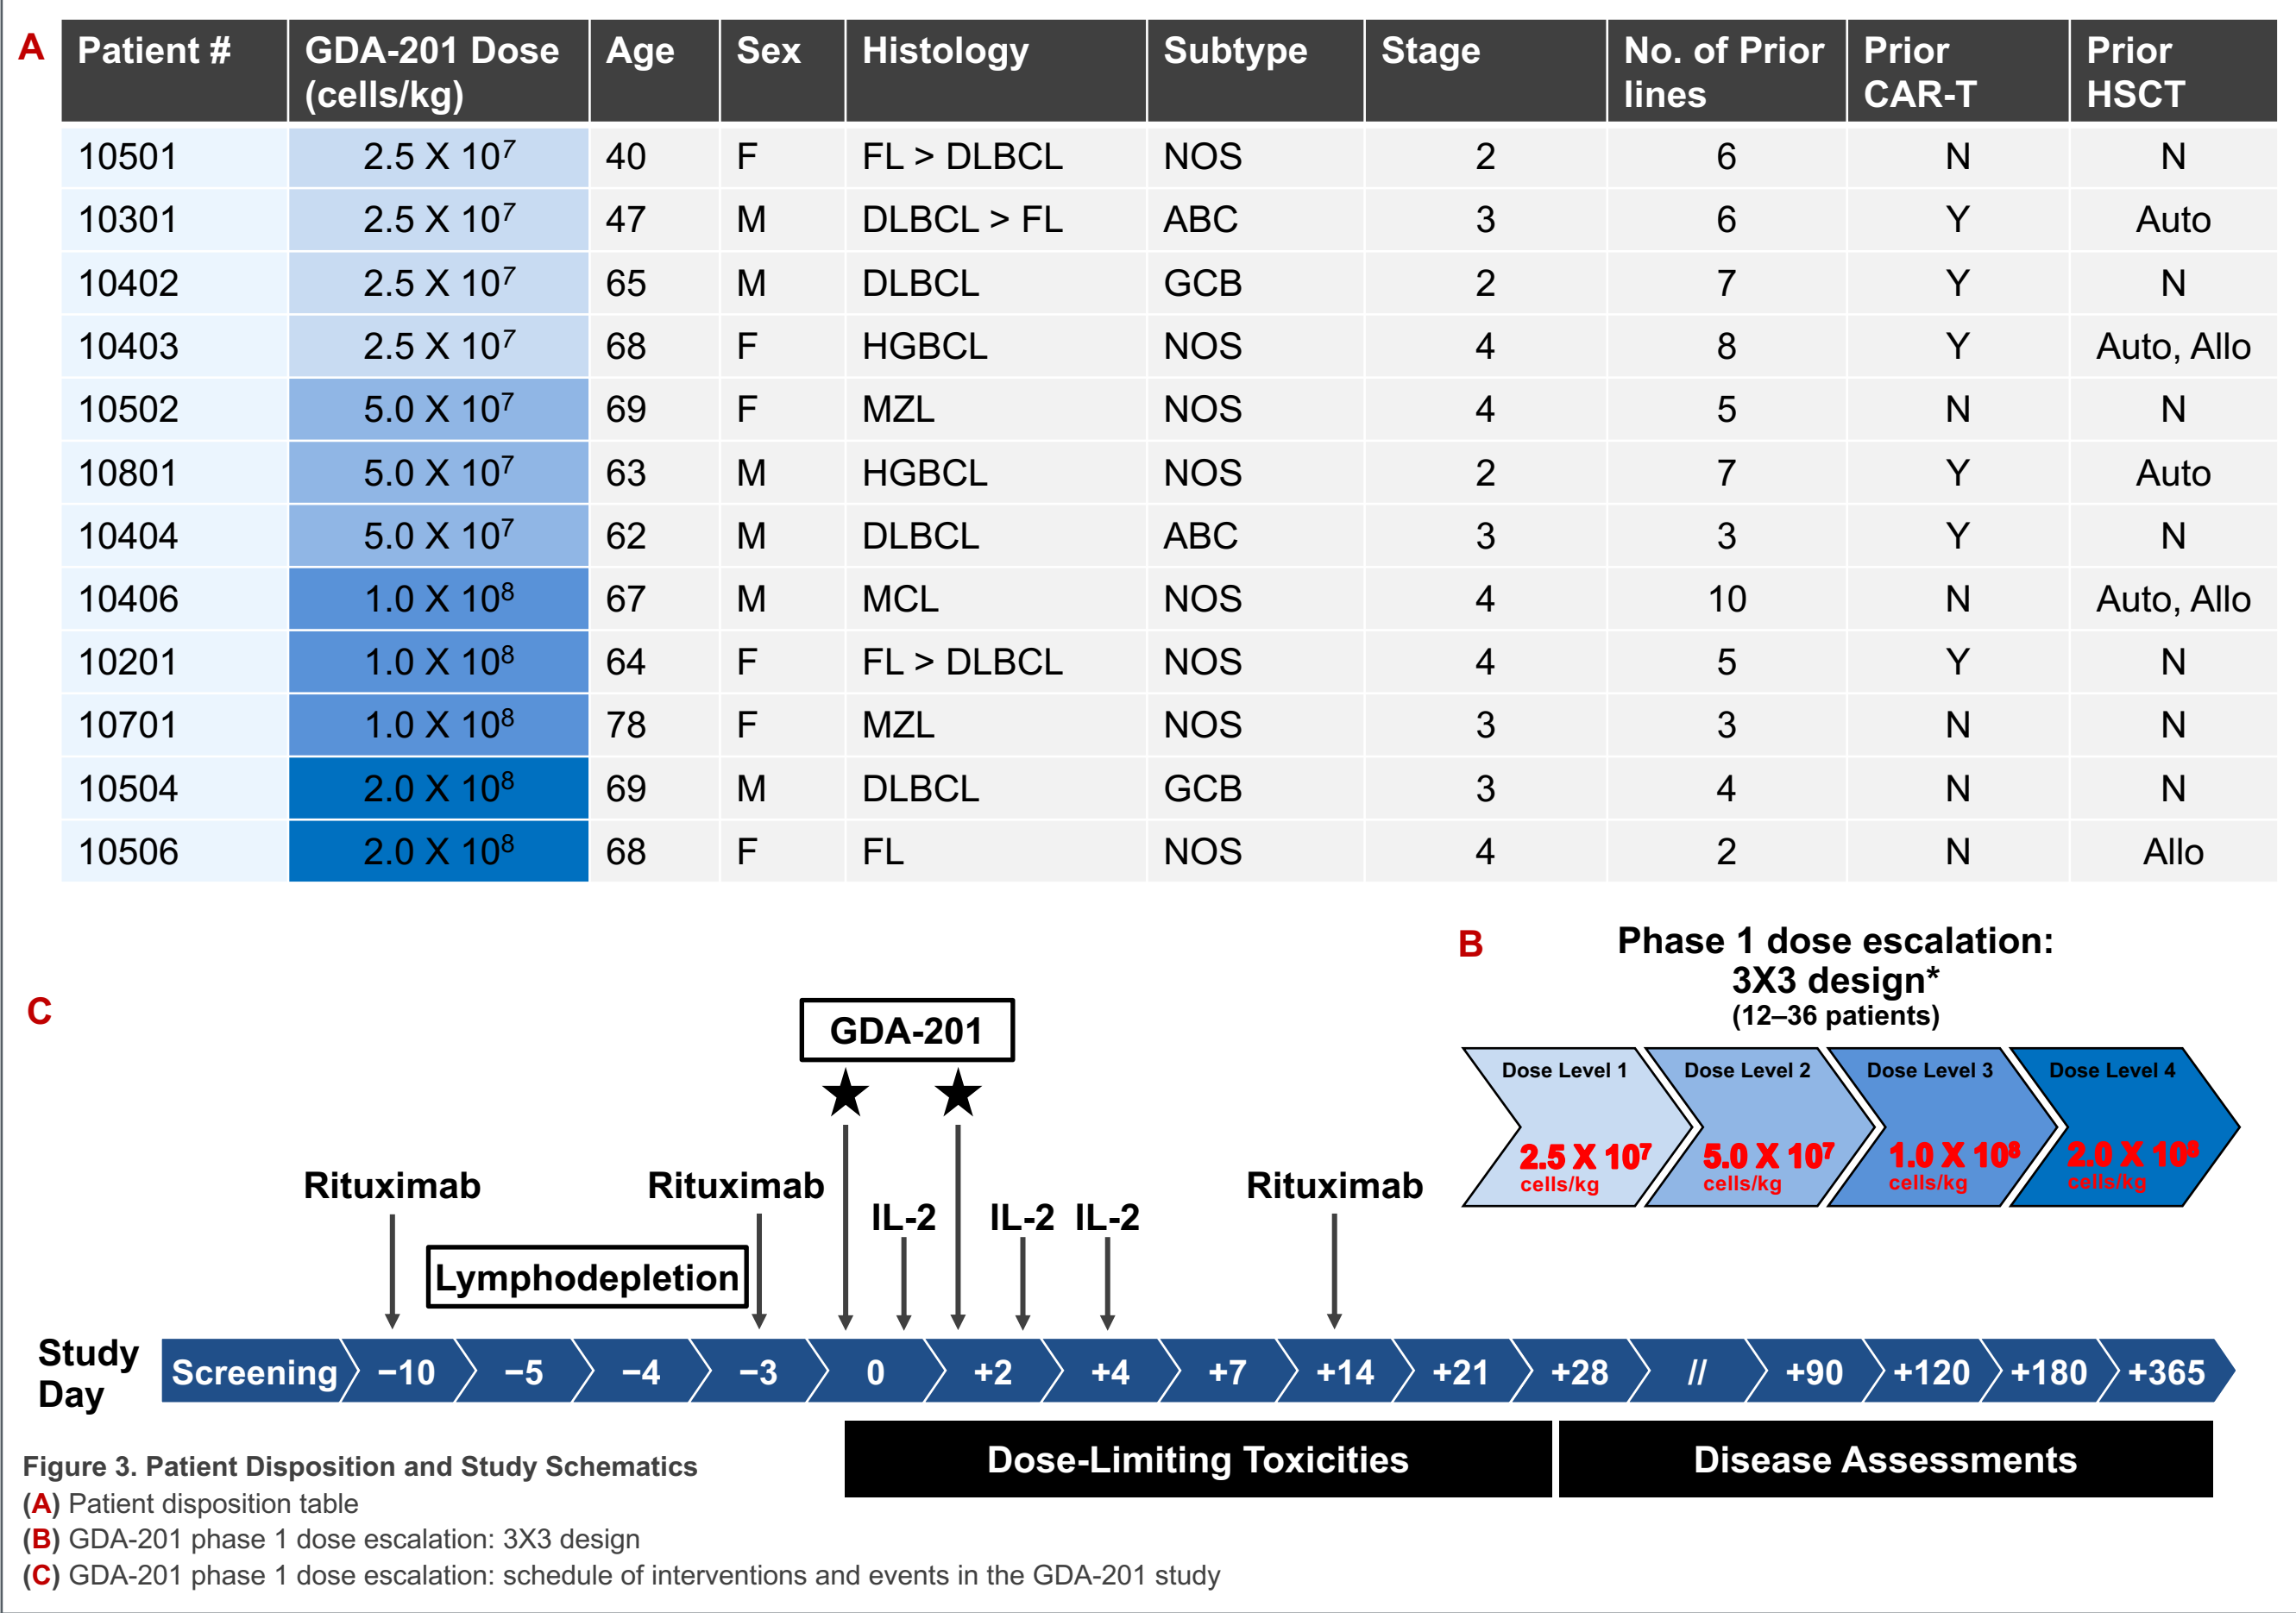 A
Patient # GDA-201 Dose (cells/kg) Age Sex Histology Subtype Stage No. of Prior lines Prior CAR-T Prior HSCT
10501 2.5 X 10⁷ 40 F FL > DLBCL NOS 2 6 N N
10301 2.5 X 10⁷ 47 M DLBCL > FL ABC 3 6 Y Auto
10402 2.5 X 10⁷ 65 M DLBCL GCB 2 7 Y N
10403 2.5 X 10⁷ 68 F HGBCL NOS 4 8 Y Auto, Allo
10502 5.0 X 10⁷ 69 F MZL NOS 4 5 N N
10801 5.0 X 10⁷ 63 M HGBCL NOS 2 7 Y Auto
10404 5.0 X 10⁷ 62 M DLBCL ABC 3 3 Y N
10406 1.0 X 10⁸ 67 M MCL NOS 4 10 N Auto, Allo
10201 1.0 X 10⁸ 64 F FL > DLBCL NOS 4 5 Y N
10701 1.0 X 10⁸ 78 F MZL NOS 3 3 N N
10504 2.0 X 10⁸ 69 M DLBCL GCB 3 4 N N
10506 2.0 X 10⁸ 68 F FL NOS 4 2 N Allo
B
Phase 1 dose escalation:
3X3 design*
(12–36 patients)
Dose Level 1 Dose Level 2 Dose Level 3 Dose Level 4
2.5 X 10⁷ 5.0 X 10⁷ 1.0 X 10⁸ 2.0 X 10⁸
cells/kg cells/kg cells/kg cells/kg
C
GDA-201
Rituximab Rituximab Rituximab
IL-2 IL-2 IL-2
Lymphodepletion
Study Day
Screening −10 −5 −4 −3 0 +2 +4 +7 +14 +21 +28 // +90 +120 +180 +365
Dose-Limiting Toxicities Disease Assessments
Figure 3. Patient Disposition and Study Schematics
(A) Patient disposition table
(B) GDA-201 phase 1 dose escalation: 3X3 design
(C) GDA-201 phase 1 dose escalation: schedule of interventions and events in the GDA-201 study